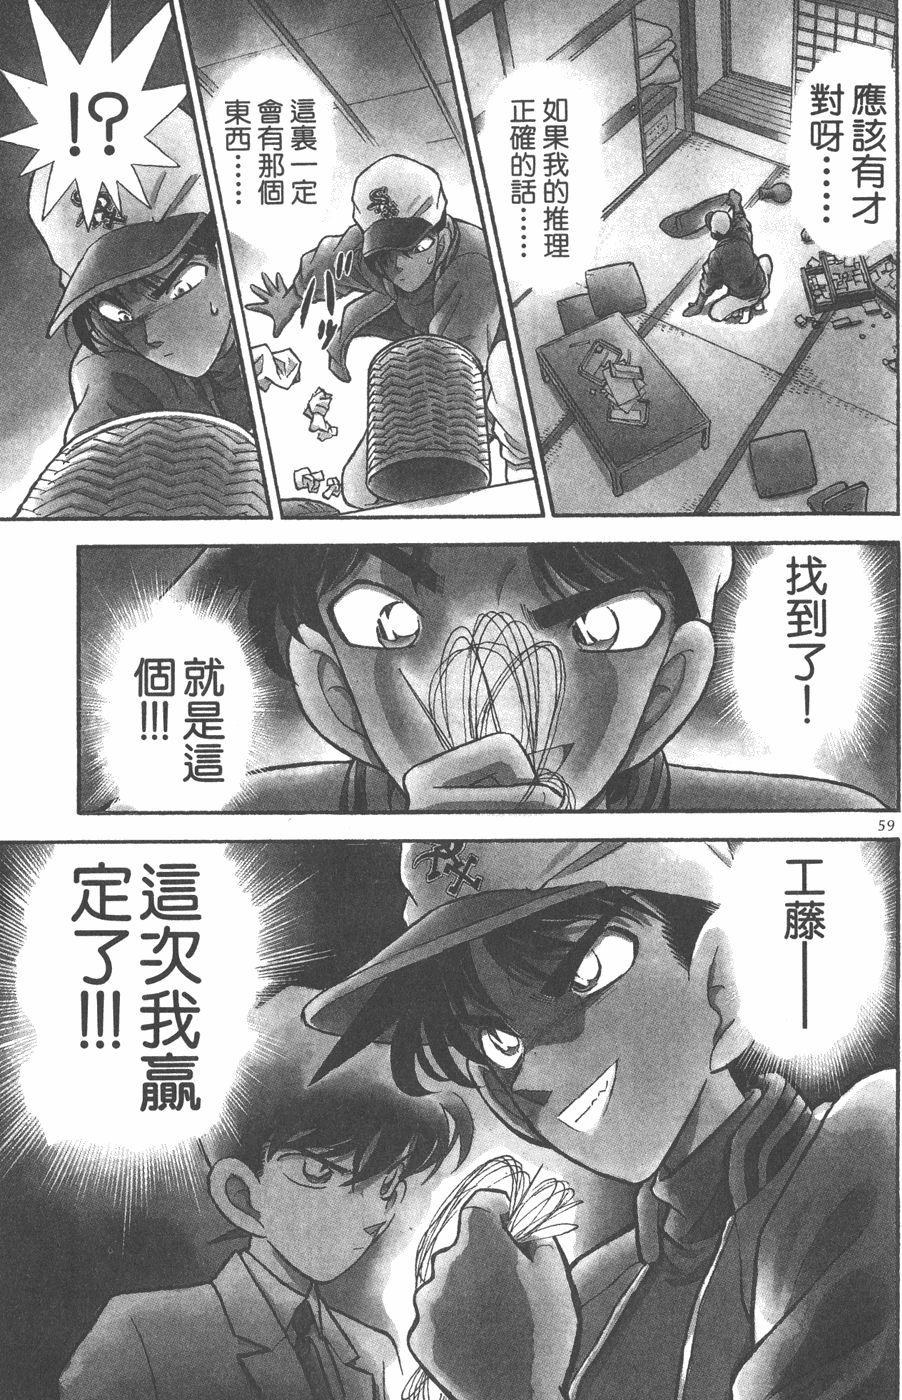 應該有才
對呀……
如果我的推理
正確的話……
這裏一定
會有那個
東西……
!?
找到了！
就是這
個!!!
59
工藤——
這次我贏
定了!!!